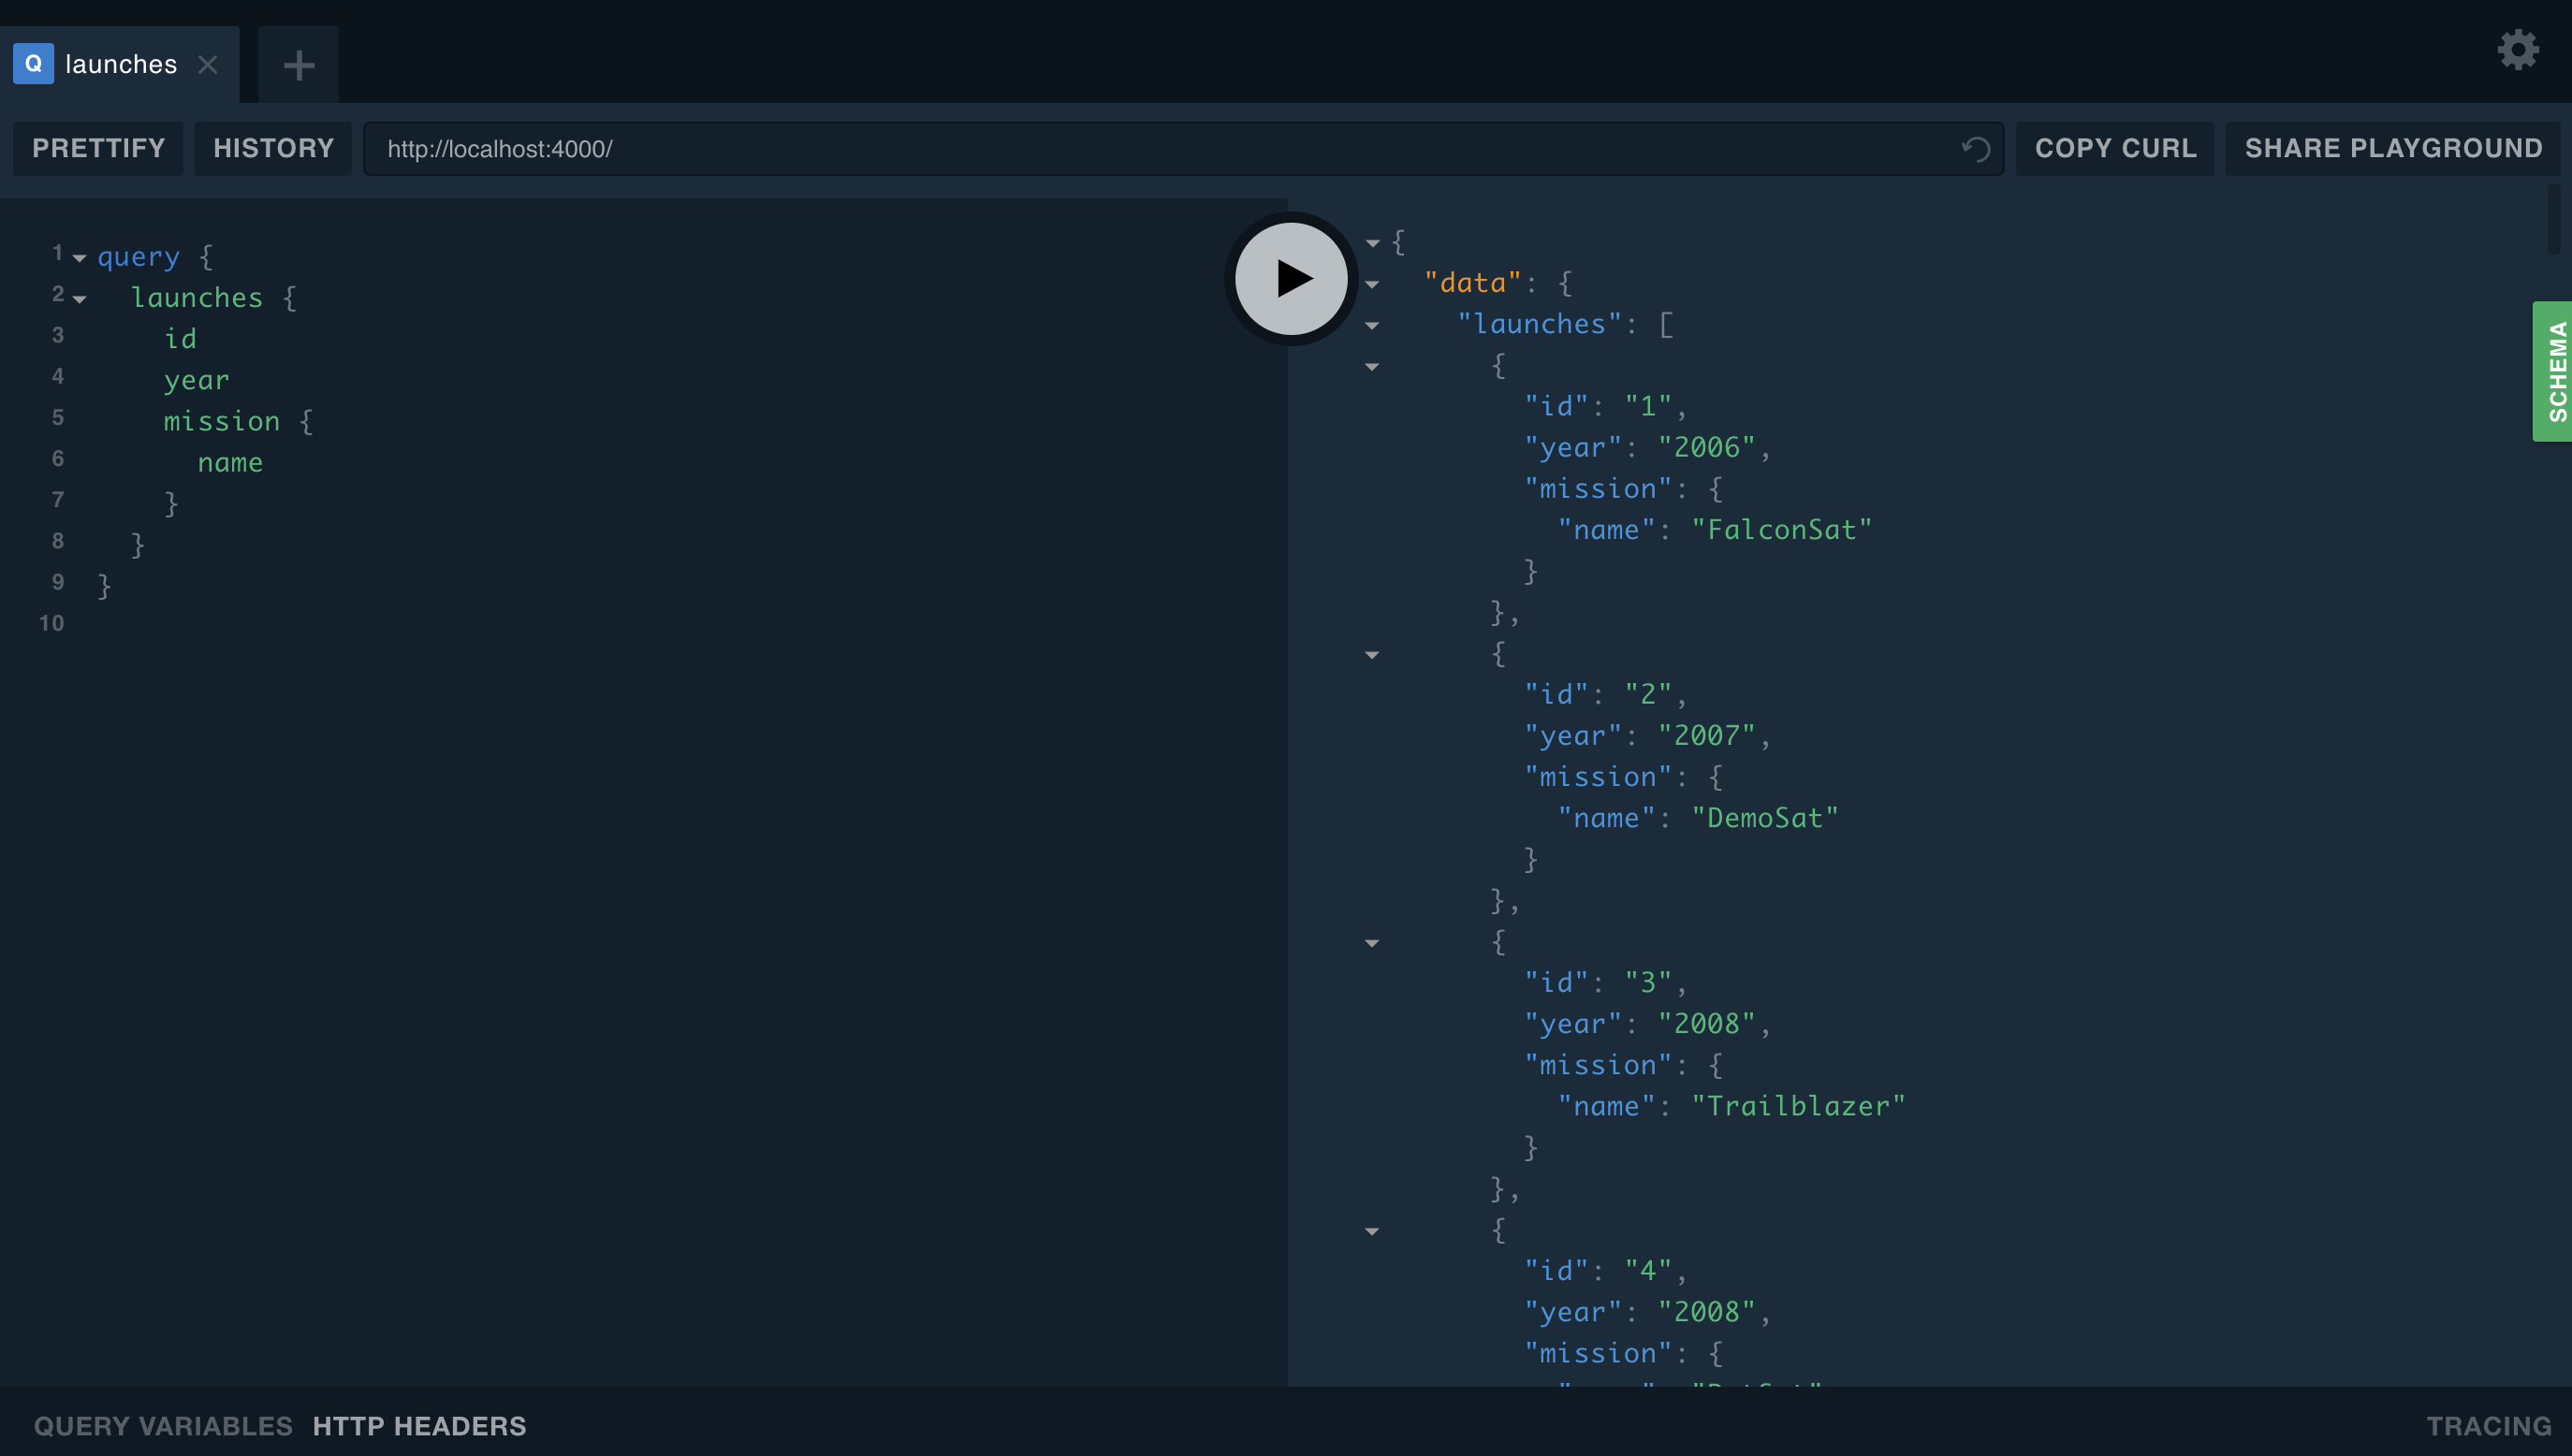 Q launches
PRETTIFY HISTORY http://localhost:4000/ COPY CURL SHARE PLAYGROUND
1 query {
2 launches {
3 id
4 year
5 mission {
6 name
7 }
8 }
9 }
10
{
"data": {
"launches": [
{
"id": "1",
"year": "2006",
"mission": {
"name": "FalconSat"
}
},
{
"id": "2",
"year": "2007",
"mission": {
"name": "DemoSat"
}
},
{
"id": "3",
"year": "2008",
"mission": {
"name": "Trailblazer"
}
},
{
"id": "4",
"year": "2008",
"mission": {
SCHEMA
QUERY VARIABLES HTTP HEADERS TRACING